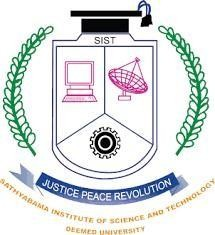 SIST
JUSTICE PEACE REVOLUTION
SATHYABAMA INSTITUTE OF SCIENCE AND TECHNOLOGY
DEEMED UNIVERSITY